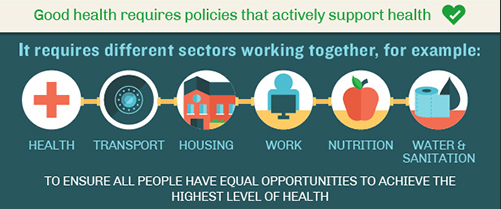 Good health requires policies that actively support health
It requires different sectors working together, for example:
HEALTH TRANSPORT HOUSING WORK NUTRITION WATER &
SANITATION
TO ENSURE ALL PEOPLE HAVE EQUAL OPPORTUNITIES TO ACHIEVE THE
HIGHEST LEVEL OF HEALTH